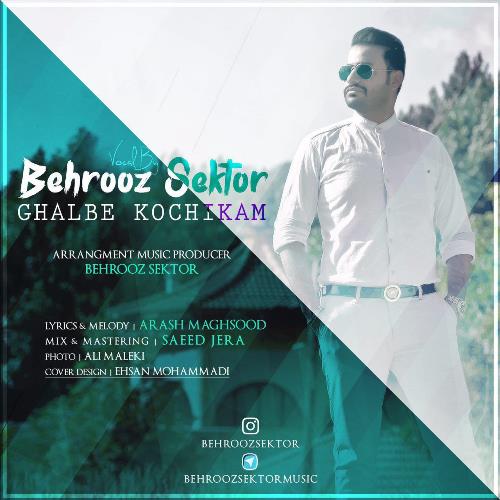 Vocal By
Behrooz Sektor
GHALBE KOCHIKAM
ARRANGMENT MUSIC PRODUCER
BEHROOZ SEKTOR
LYRICS & MELODY | ARASH MAGHSOOD
MIX & MASTERING | SAEED JERA
PHOTO | ALI MALEKI
COVER DESIGN | EHSAN MOHAMMADI
BEHROOZSEKTOR
BEHROOZSEKTORMUSIC